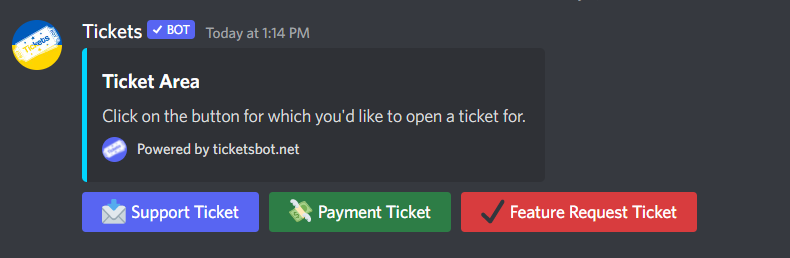 Tickets ✓ BOT Today at 1:14 PM
Ticket Area
Click on the button for which you'd like to open a ticket for.
Powered by ticketsbot.net
Support Ticket Payment Ticket Feature Request Ticket